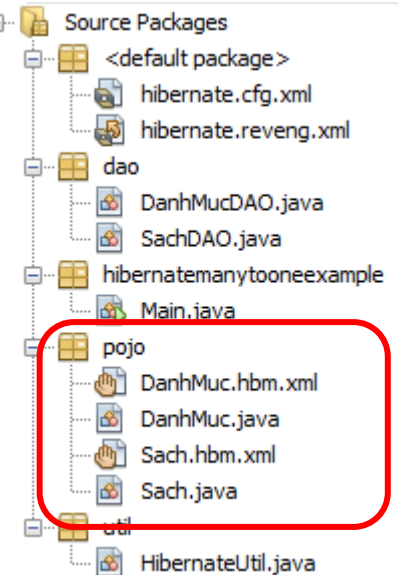 Source Packages
<default package>
hibernate.cfg.xml
hibernate.reveng.xml
dao
DanhMucDAO.java
SachDAO.java
hibernatemanytooneexample
Main.java
pojo
DanhMuc.hbm.xml
DanhMuc.java
Sach.hbm.xml
Sach.java
util
HibernateUtil.java